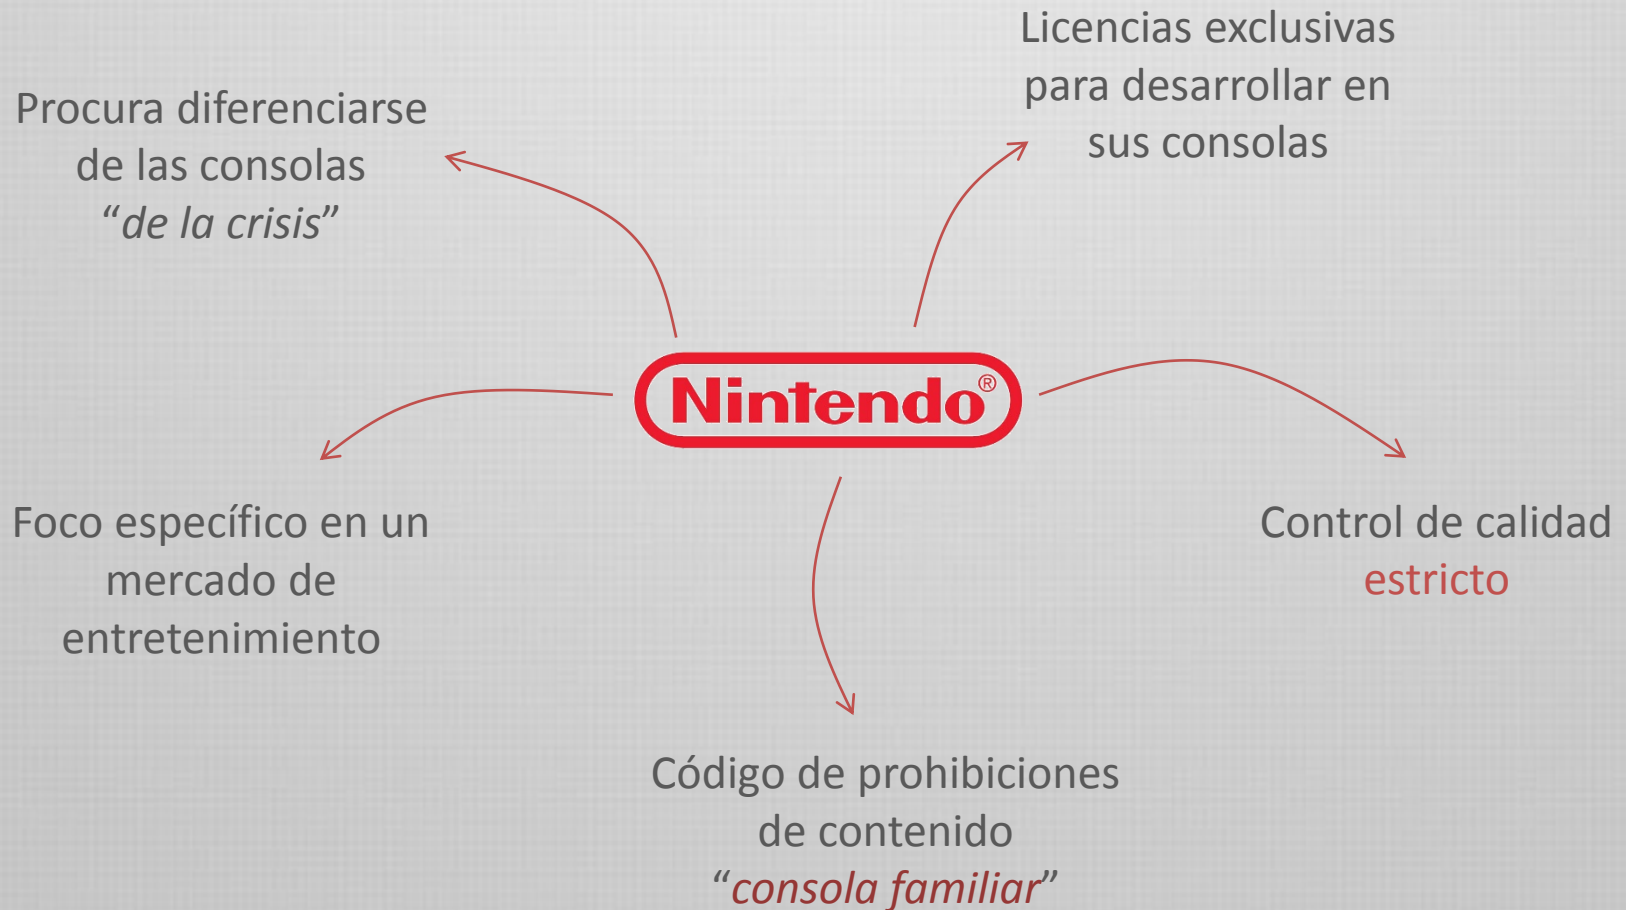 Procura diferenciarse
de las consolas
“de la crisis”
Licencias exclusivas
para desarrollar en
sus consolas
Nintendo®
Foco específico en un
mercado de
entretenimiento
Control de calidad
estricto
Código de prohibiciones
de contenido
“consola familiar”